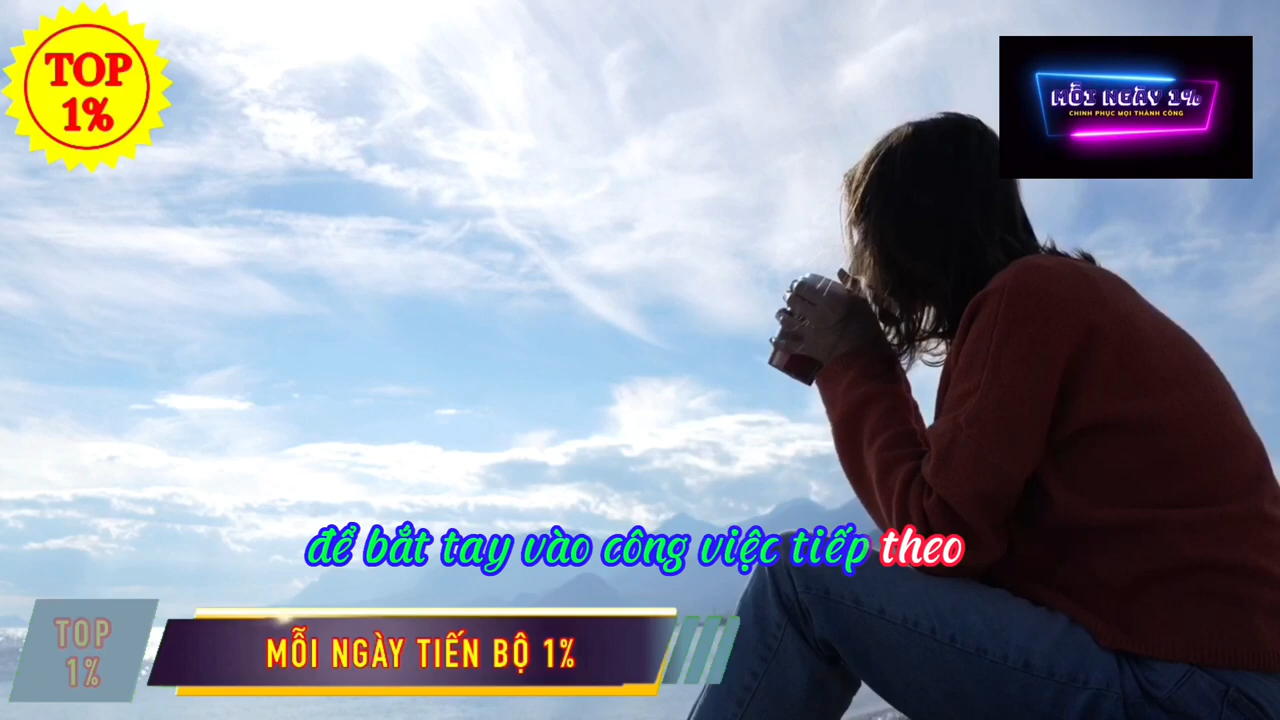 TOP
1%
MỖI NGÀY 1%
CHINH PHỤC MỌI THÀNH CÔNG
để bắt tay vào công việc tiếp theo
TOP
1%
MỖI NGÀY TIẾN BỘ 1%